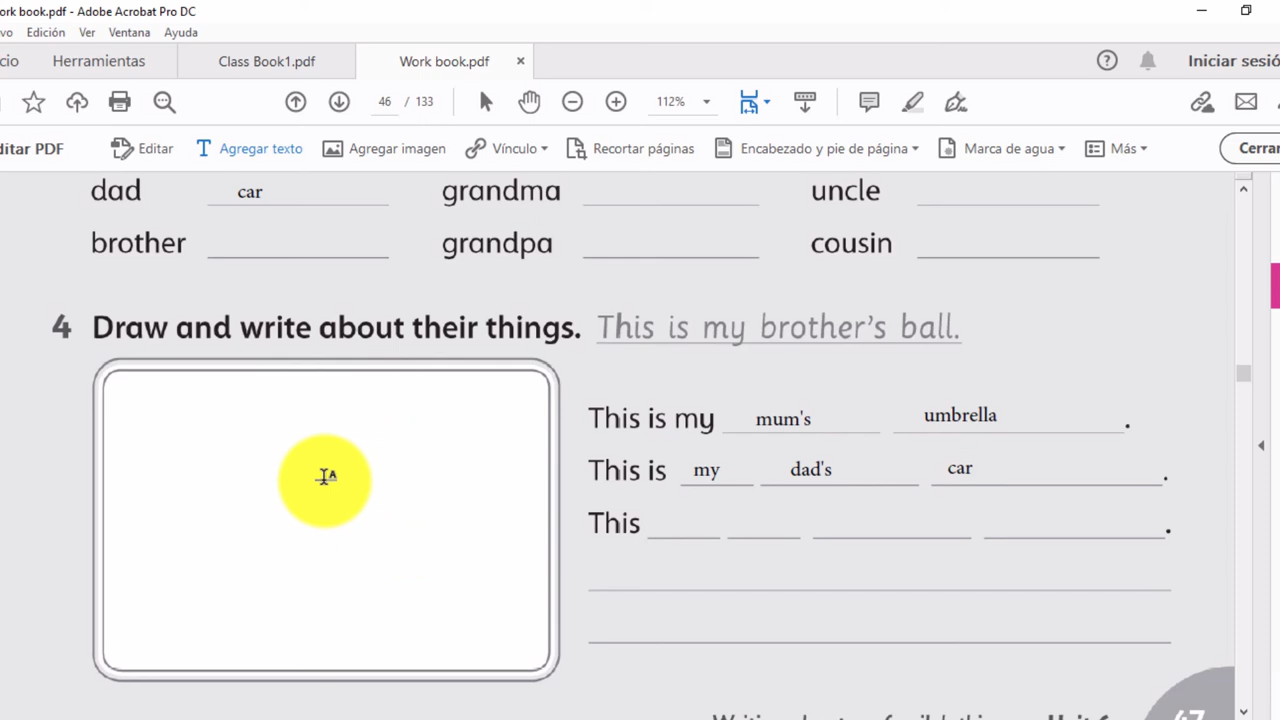 ork book.pdf - Adobe Acrobat Pro DC
vo Edición Ver Ventana Ayuda
cio Herramientas Class Book1.pdf Work book.pdf ×
46 / 133 112%
ditar PDF Editar Agregar texto Agregar imagen Vínculo Recortar páginas Encabezado y pie de página Marca de agua Más Cerrar
Iniciar sesió
dad car grandma uncle
brother grandpa cousin
4 Draw and write about their things. This is my brother's ball.
This is my mum's umbrella .
This is my dad's car .
This .